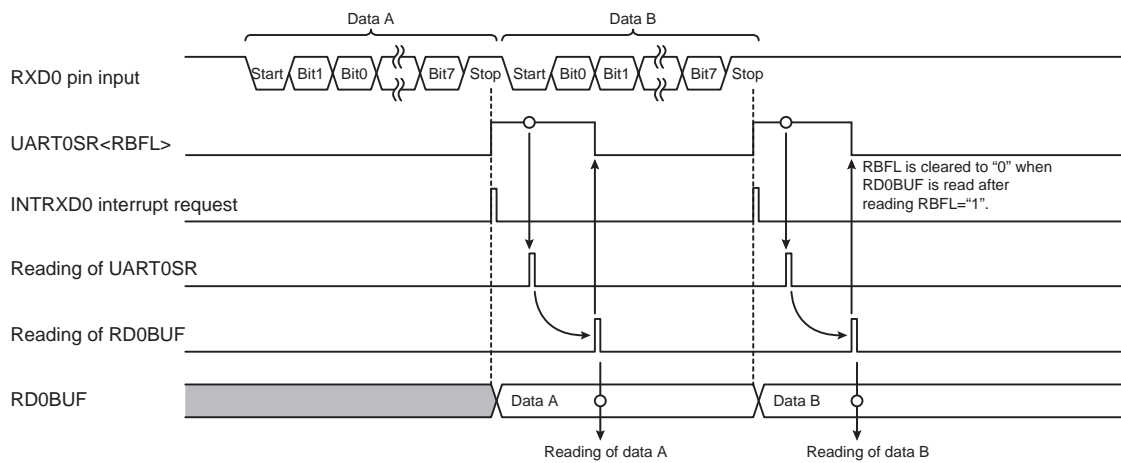 Data A Data B
RXD0 pin input Start Bit1 Bit0 Bit7 Stop Start Bit0 Bit1 Bit7 Stop
UART0SR<RBFL>
RBFL is cleared to “0” when
RD0BUF is read after
reading RBFL=“1”.
INTRXD0 interrupt request
Reading of UART0SR
Reading of RD0BUF
RD0BUF Data A Data B
Reading of data A Reading of data B